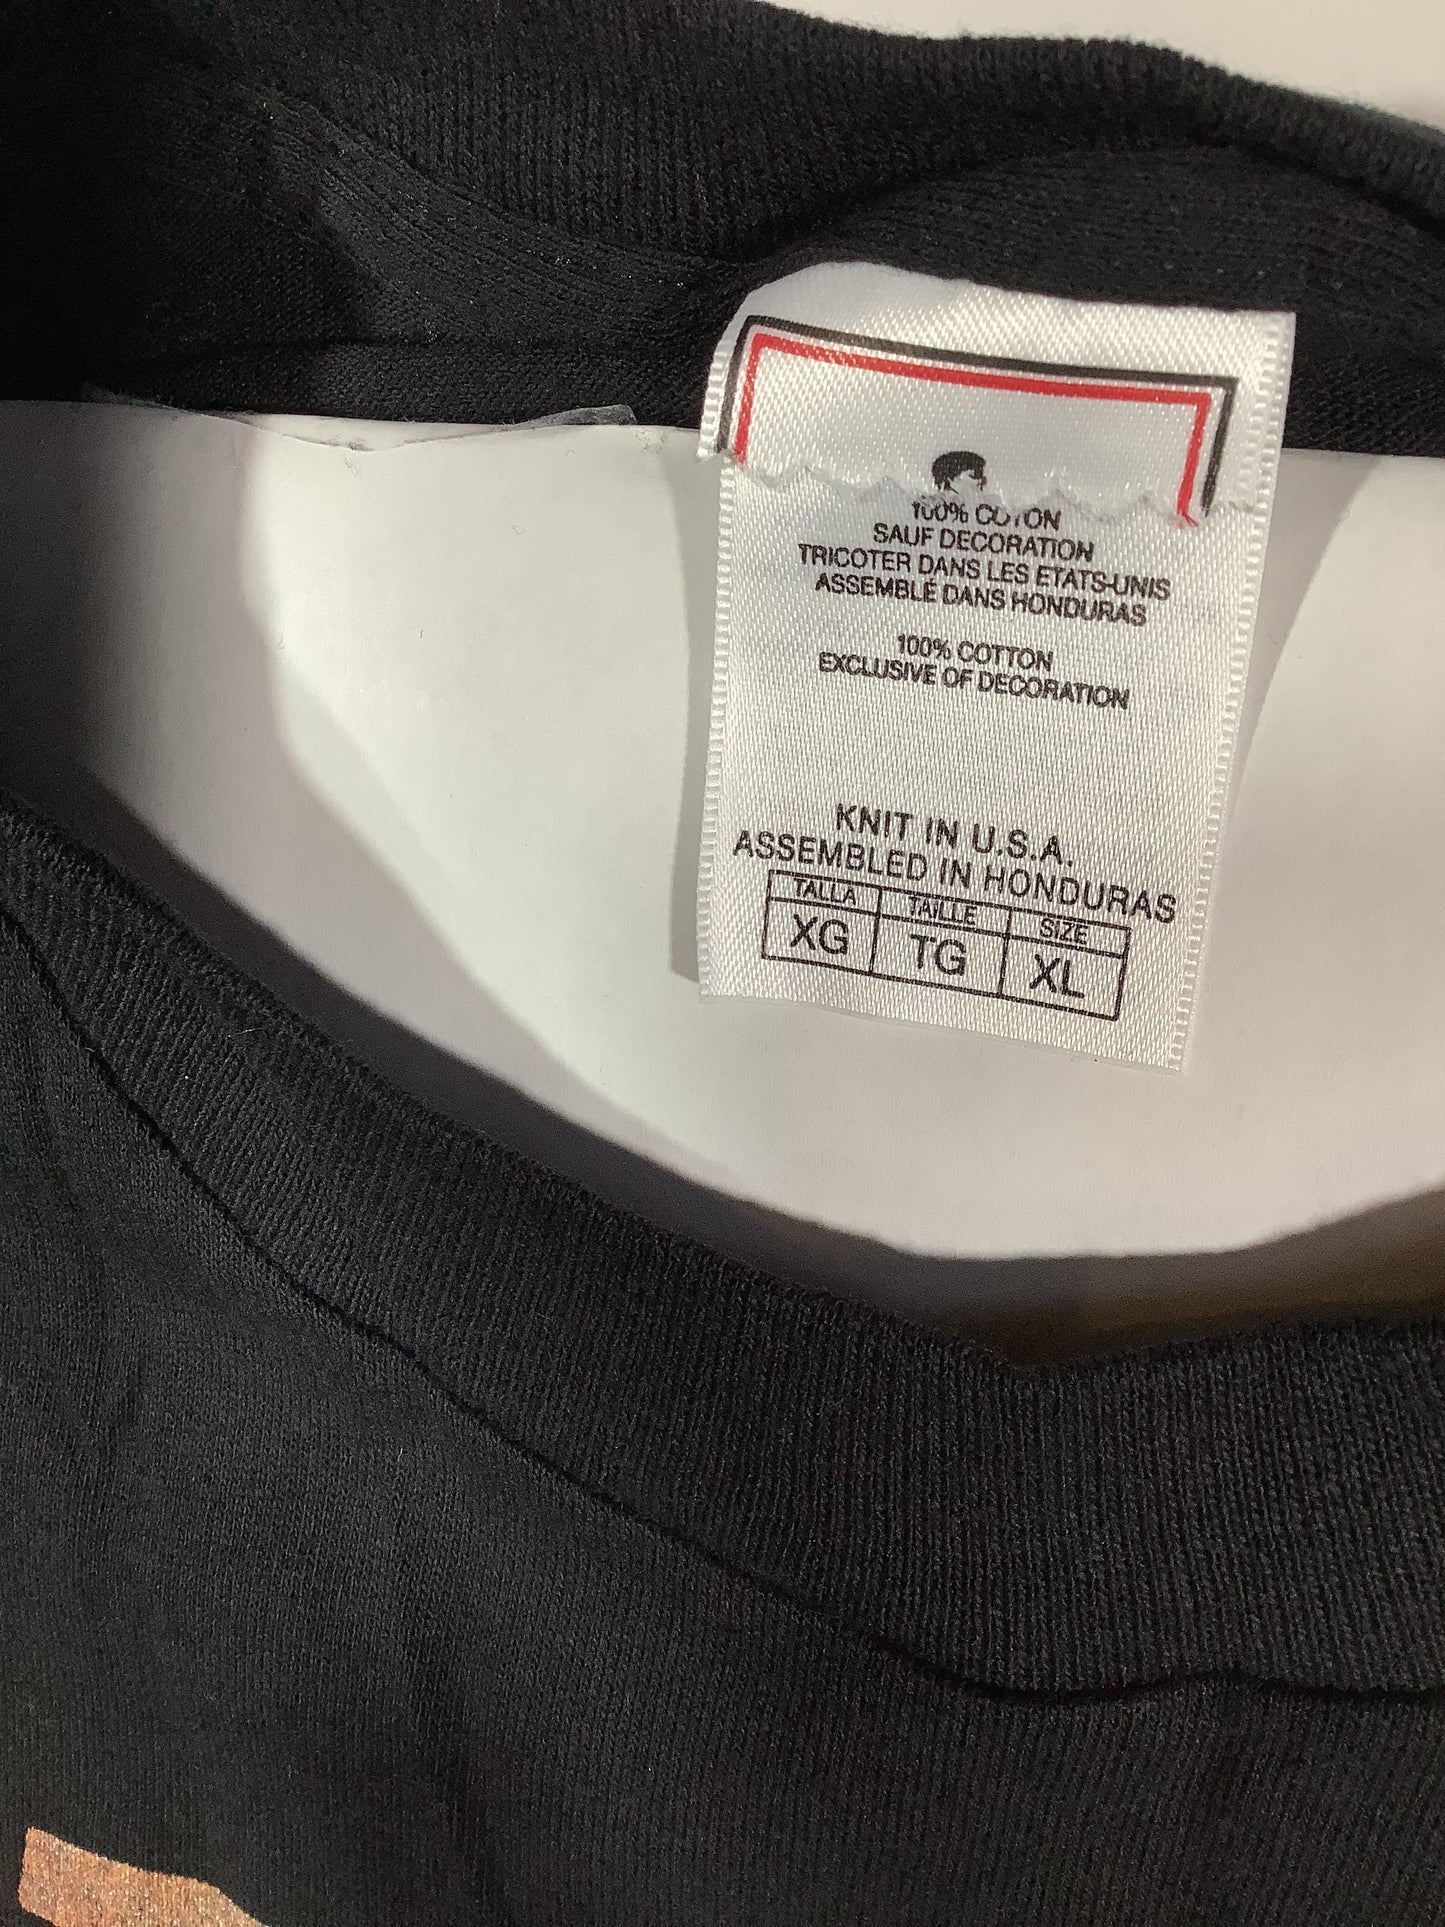 100% COTON
SAUF DECORATION
TRICOTER DANS LES ETATS-UNIS
ASSEMBLÉ DANS HONDURAS
100% COTTON
EXCLUSIVE OF DECORATION
KNIT IN U.S.A.
ASSEMBLED IN HONDURAS
TALLA TAILLE SIZE
XG TG XL